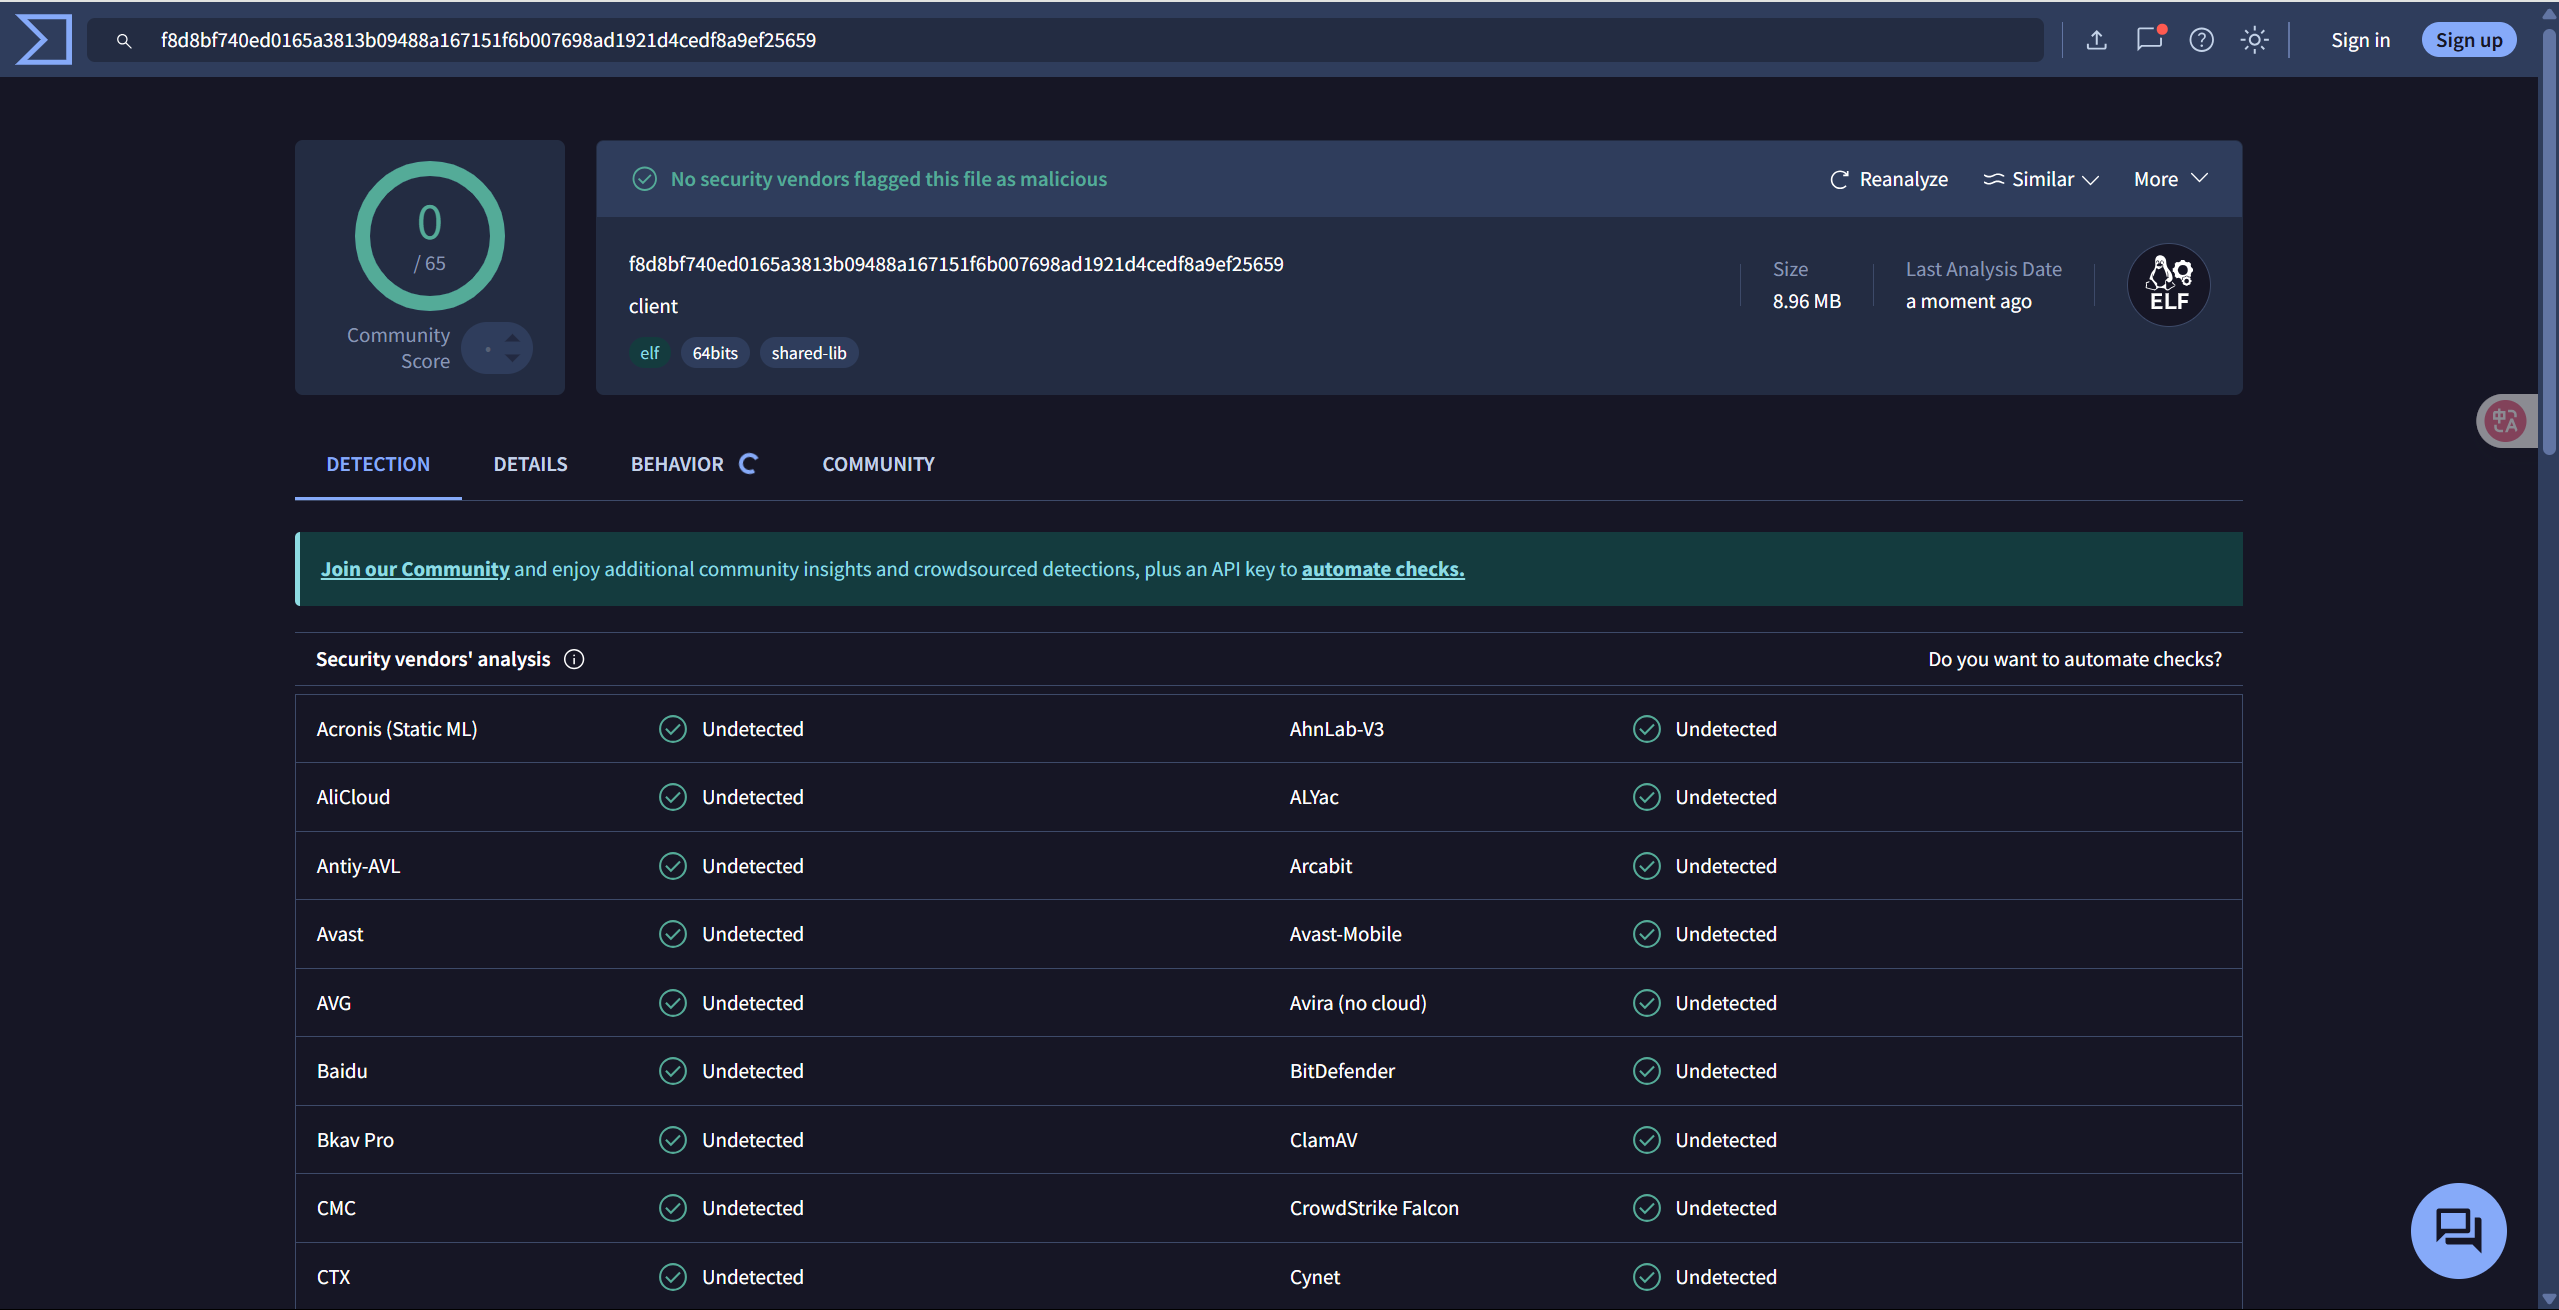 f8d8bf740ed0165a3813b09488a167151f6b007698ad1921d4cedf8a9ef25659
Sign in
Sign up
0
/ 65
Community
Score
No security vendors flagged this file as malicious
Reanalyze
Similar
More
f8d8bf740ed0165a3813b09488a167151f6b007698ad1921d4cedf8a9ef25659
client
elf
64bits
shared-lib
Size
8.96 MB
Last Analysis Date
a moment ago
ELF
中A
DETECTION
DETAILS
BEHAVIOR
COMMUNITY
Join our Community and enjoy additional community insights and crowdsourced detections, plus an API key to automate checks.
Security vendors' analysis
Do you want to automate checks?
Acronis (Static ML) Undetected AhnLab-V3 Undetected
AliCloud Undetected ALYac Undetected
Antiy-AVL Undetected Arcabit Undetected
Avast Undetected Avast-Mobile Undetected
AVG Undetected Avira (no cloud) Undetected
Baidu Undetected BitDefender Undetected
Bkav Pro Undetected ClamAV Undetected
CMC Undetected CrowdStrike Falcon Undetected
CTX Undetected Cynet Undetected